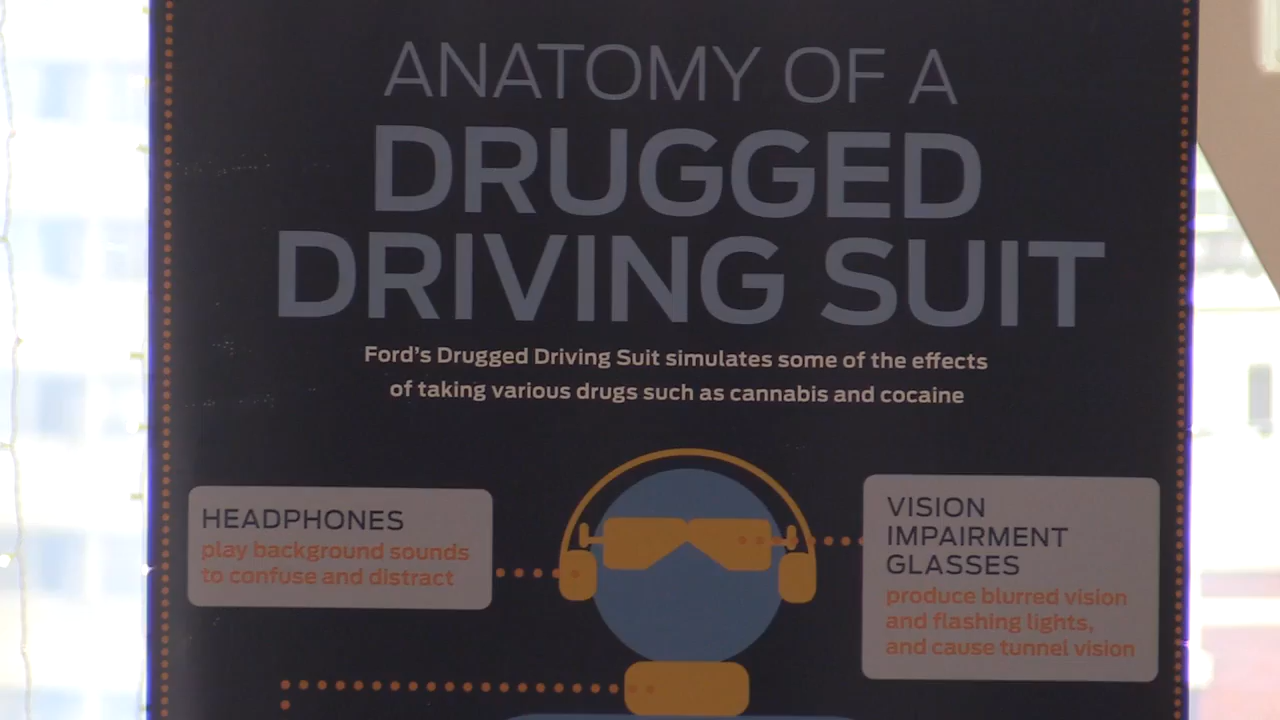 ANATOMY OF A
DRUGGED
DRIVING SUIT
Ford's Drugged Driving Suit simulates some of the effects
of taking various drugs such as cannabis and cocaine
HEADPHONES
play background sounds
to confuse and distract
VISION
IMPAIRMENT
GLASSES
produce blurred vision
and flashing lights,
and cause tunnel vision